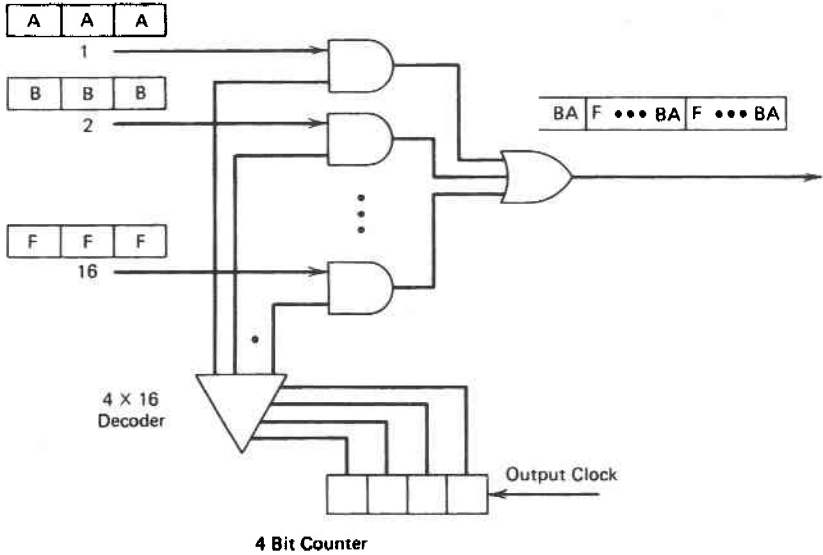 A A A
1
B B B
2
BA F ••• BA F ••• BA
F F F
16
4 X 16
Decoder
Output Clock
4 Bit Counter